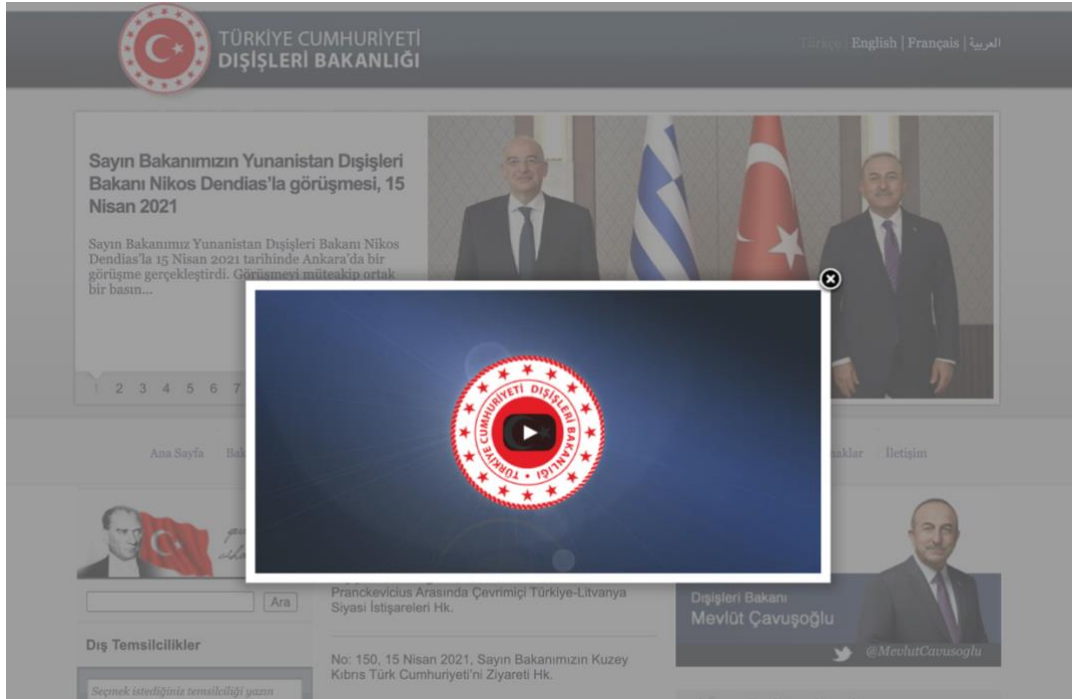 TÜRKİYE CUMHURİYETİ
DIŞİŞLERİ BAKANLIĞI
Türkçe | English | Français | العربية
Sayın Bakanımızın Yunanistan Dışişleri
Bakanı Nikos Dendias’la görüşmesi, 15
Nisan 2021
Sayın Bakanımız Yunanistan Dışişleri Bakanı Nikos
Dendias’la 15 Nisan 2021 tarihinde Ankara’da bir
görüşme gerçekleştirdi. Görüşmeyi müteakip ortak
bir basın...
1 2 3 4 5 6 7
TÜRKİYE CUMHURİYETİ DIŞİŞLERİ BAKANLIĞI
Ana Sayfa
İletişim
Ara
Pranckevicius Arasında Çevrimiçi Türkiye-Litvanya
Siyasi İstişareleri Hk.
Dışişleri Bakanı
Mevlüt Çavuşoğlu
@MevlutCavusoglu
Dış Temsilcilikler
No: 150, 15 Nisan 2021, Sayın Bakanımızın Kuzey
Kıbrıs Türk Cumhuriyeti'ni Ziyareti Hk.
Seçmek istediğiniz temsilciliği yazın